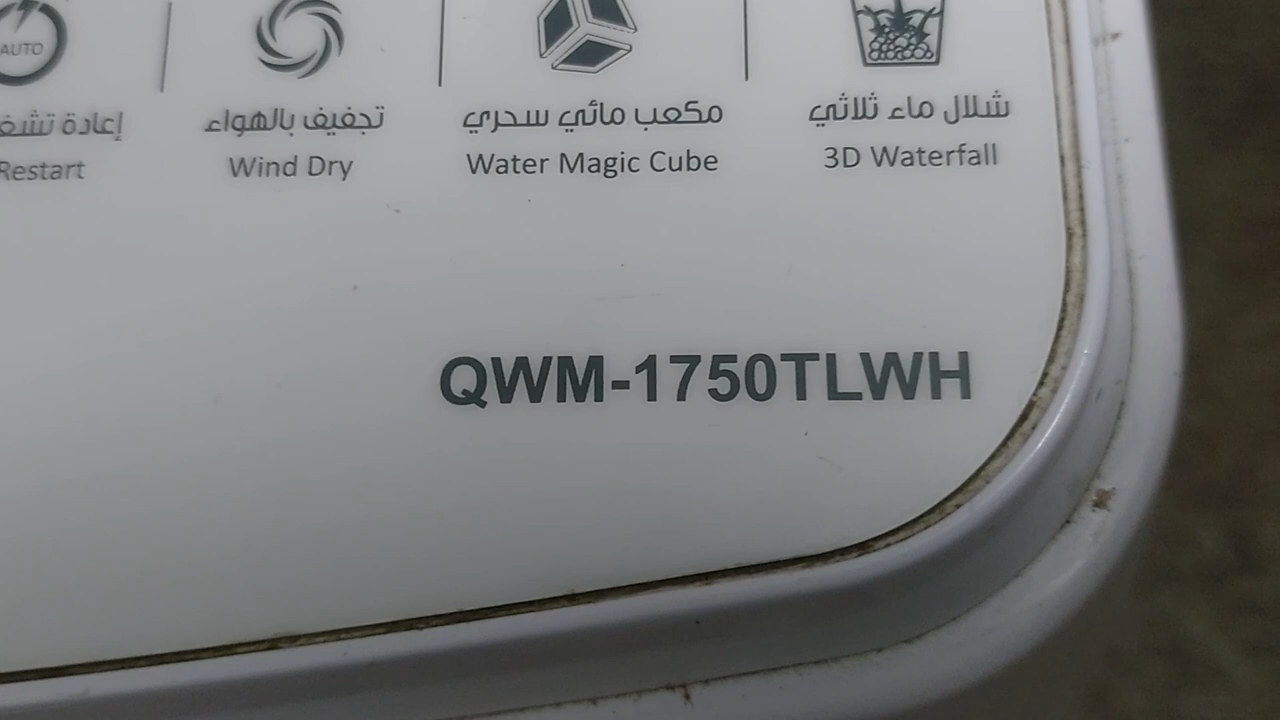 AUTO
شلال ماء ثلاثي
3D Waterfall
مكعب مائي سحري
Water Magic Cube
تجفيف بالهواء
Wind Dry
إعادة
Restart
QWM-1750TLWH